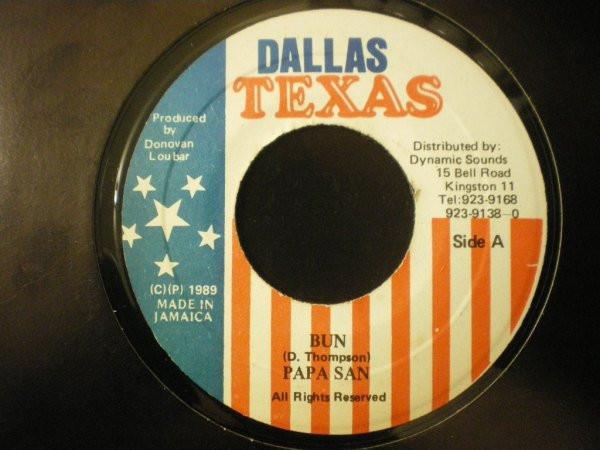 DALLAS
TEXAS
Produced
by
Donovan
Loubar
Distributed by:
Dynamic Sounds
15 Bell Road
Kingston 11
Tel:923-9168
923-9138-0
Side A
(C)(P) 1989
MADE IN
JAMAICA
BUN
(D. Thompson)
PAPA SAN
All Rights Reserved